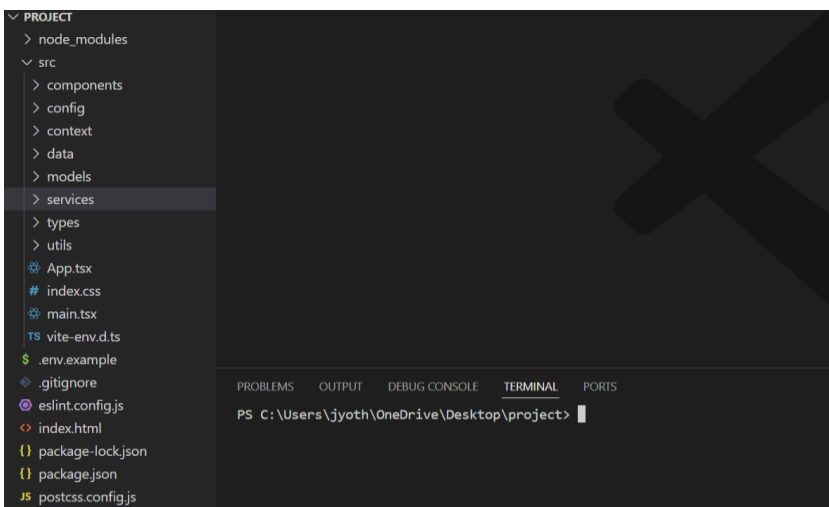 PROJECT
node_modules
src
components
config
context
data
models
services
types
utils
App.tsx
# index.css
main.tsx
TS vite-env.d.ts
$ .env.example
.gitignore
eslint.config.js
<> index.html
{} package-lock.json
{} package.json
JS postcss.config.js
PROBLEMS OUTPUT DEBUG CONSOLE TERMINAL PORTS
PS C:\Users\jyoth\OneDrive\Desktop\project>